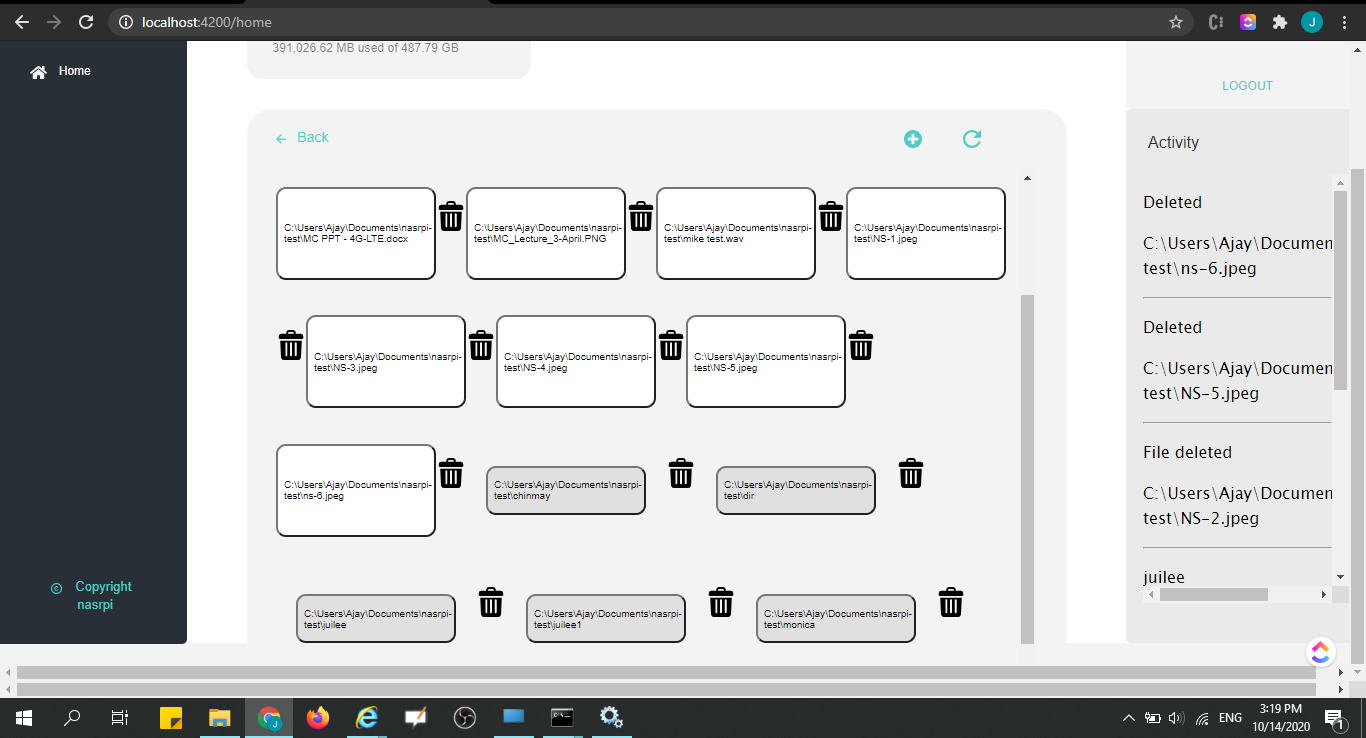 localhost:4200/home
J
Home
391,026.62 MB used of 487.79 GB
LOGOUT
Back
Activity
C:\Users\Ajay\Documents\nasrpi-
test\MC PPT - 4G-LTE.docx
C:\Users\Ajay\Documents\nasrpi-
test\MC_Lecture_3-April.PNG
C:\Users\Ajay\Documents\nasrpi-
test\mike test.wav
C:\Users\Ajay\Documents\nasrpi-
test\NS-1.jpeg
C:\Users\Ajay\Documents\nasrpi-
test\NS-3.jpeg
C:\Users\Ajay\Documents\nasrpi-
test\NS-4.jpeg
C:\Users\Ajay\Documents\nasrpi-
test\NS-5.jpeg
C:\Users\Ajay\Documents\nasrpi-
test\ns-6.jpeg
C:\Users\Ajay\Documents\nasrpi-
test\chinmay
C:\Users\Ajay\Documents\nasrpi-
test\dir
C:\Users\Ajay\Documents\nasrpi-
test\juilee
C:\Users\Ajay\Documents\nasrpi-
test\juilee1
C:\Users\Ajay\Documents\nasrpi-
test\monica
Deleted
C:\Users\Ajay\Documen
test\ns-6.jpeg
Deleted
C:\Users\Ajay\Documen
test\NS-5.jpeg
File deleted
C:\Users\Ajay\Documen
test\NS-2.jpeg
juilee
© Copyright
nasrpi
J
ENG
3:19 PM
10/14/2020
1